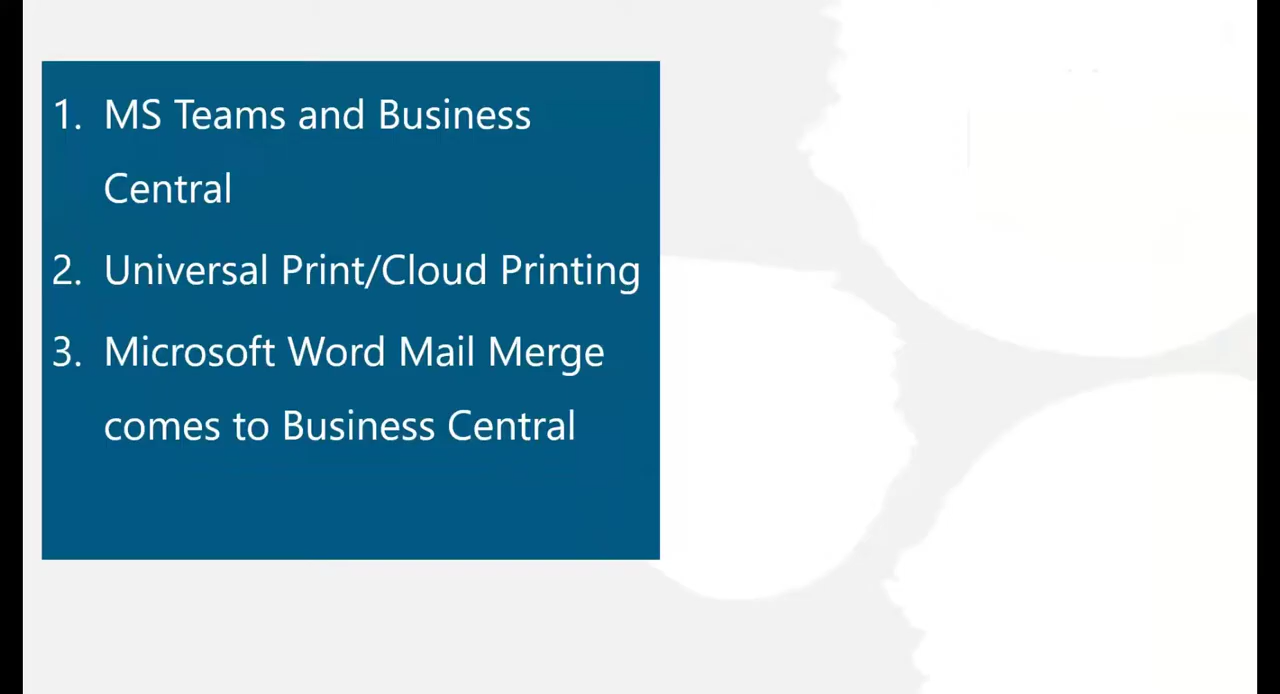 1. MS Teams and Business
Central
2. Universal Print/Cloud Printing
3. Microsoft Word Mail Merge
comes to Business Central